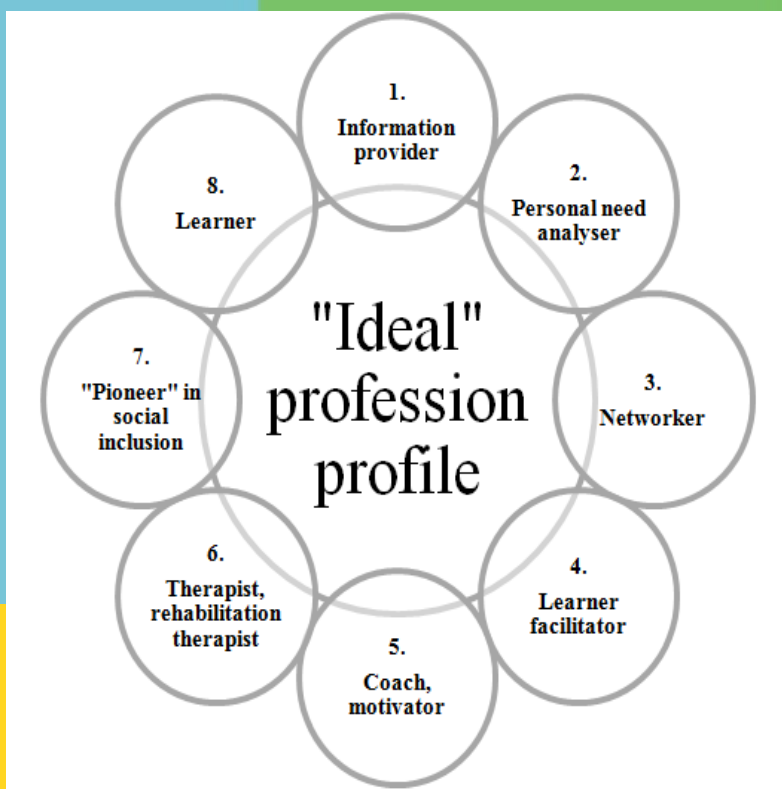 1.
Information
provider
2.
Personal need
analyser
3.
Networker
4.
Learner
facilitator
5.
Coach,
motivator
6.
Therapist,
rehabilitation
therapist
7.
"Pioneer" in
social
inclusion
8.
Learner
"Ideal"
profession
profile